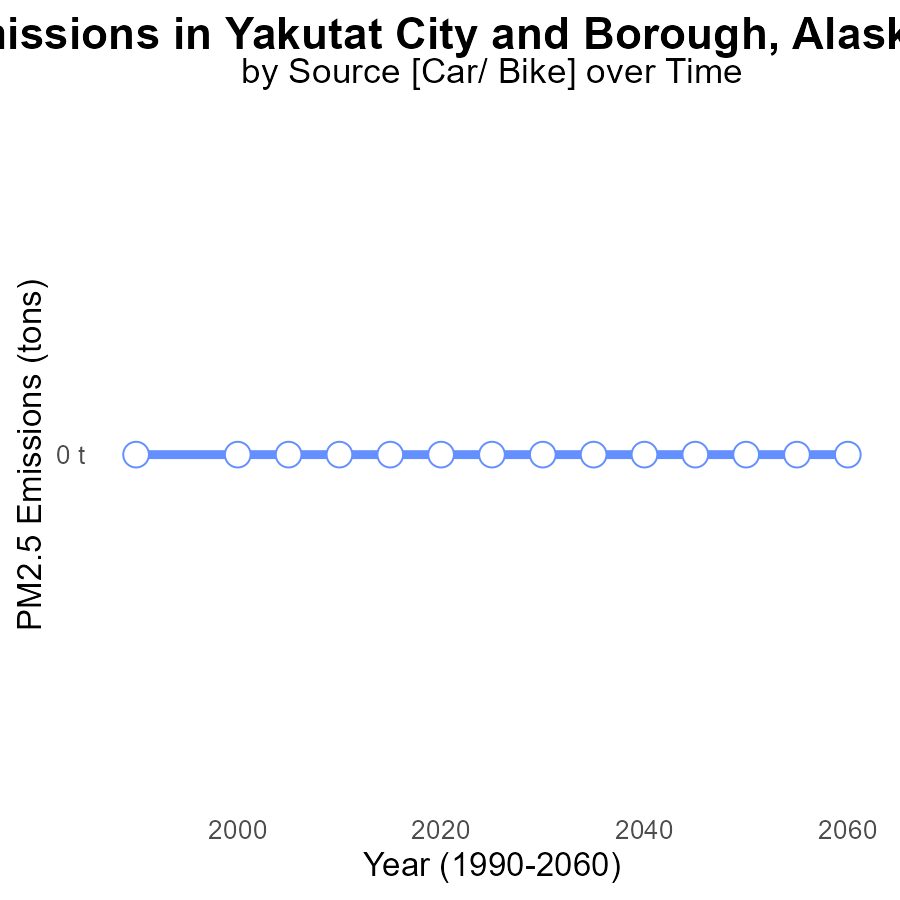 issions in Yakutat City and Borough, Alask
by Source [Car/ Bike] over Time
PM2.5 Emissions (tons)
0 t
2000 2020 2040 2060
Year (1990-2060)